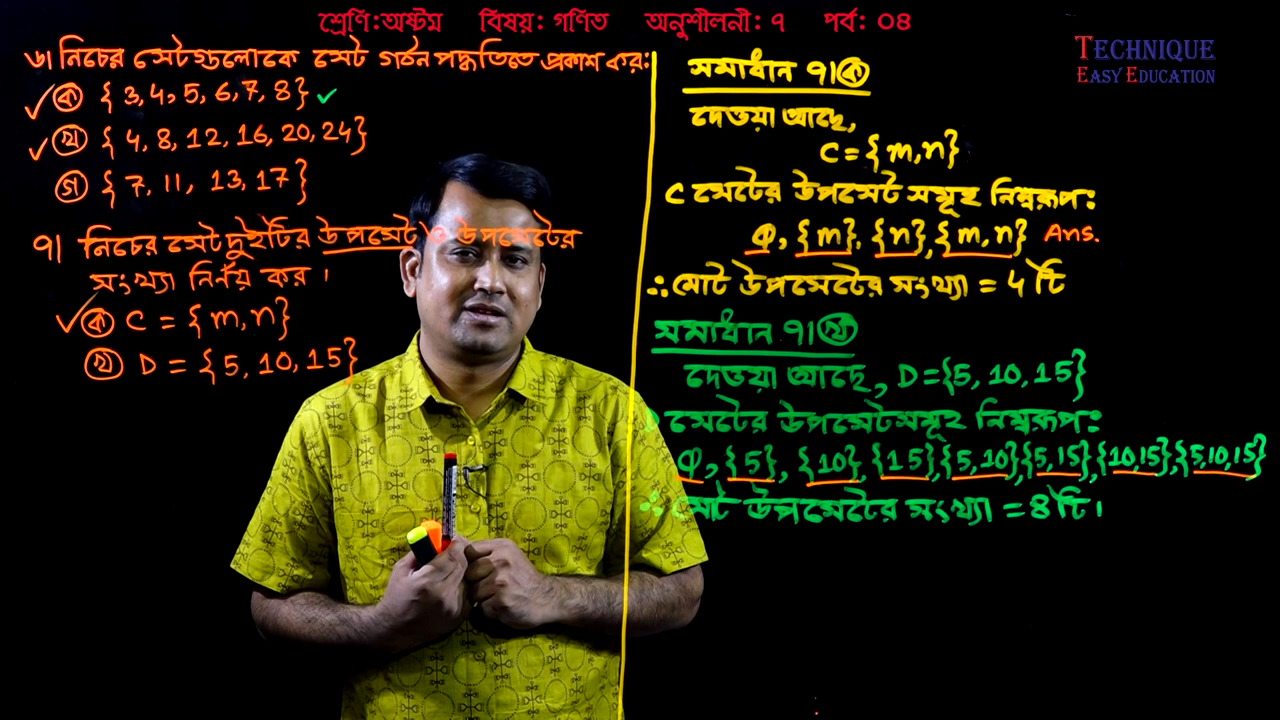 শ্রেণি:অষ্টম বিষয়: গণিত অনুশীলনী: ৭ পর্ব: ০৪
TECHNIQUE
EASY EDUCATION
৬। নিচের সেটগুলোকে সেট গঠন পদ্ধতিতে প্রকাশ কর:
ক { 3, 4, 5, 6, 7, 8}
খ { 4, 8, 12, 16, 20, 24}
গ { 7, 11, 13, 17}
৭। নিচের সেট দুইটির উপসেট ও উপসেটের
সংখ্যা নির্ণয় কর।
ক C = {m, n}
খ D = {5, 10, 15}
সমাধান ৭।ক
দেওয়া আছে,
C = {m, n}
C সেটের উপসেট সমূহ নিম্নরূপঃ
φ, {m}, {n}, {m, n} Ans.
∴ মোট উপসেটের সংখ্যা = 4 টি
সমাধান ৭।খ
দেওয়া আছে, D = {5, 10, 15}
সেটের উপসেটসমূহ নিম্নরূপঃ
φ, {5}, {10}, {15}, {5, 10}, {5, 15}, {10, 15}, {5, 10, 15}
∴ মোট উপসেটের সংখ্যা = 8 টি।